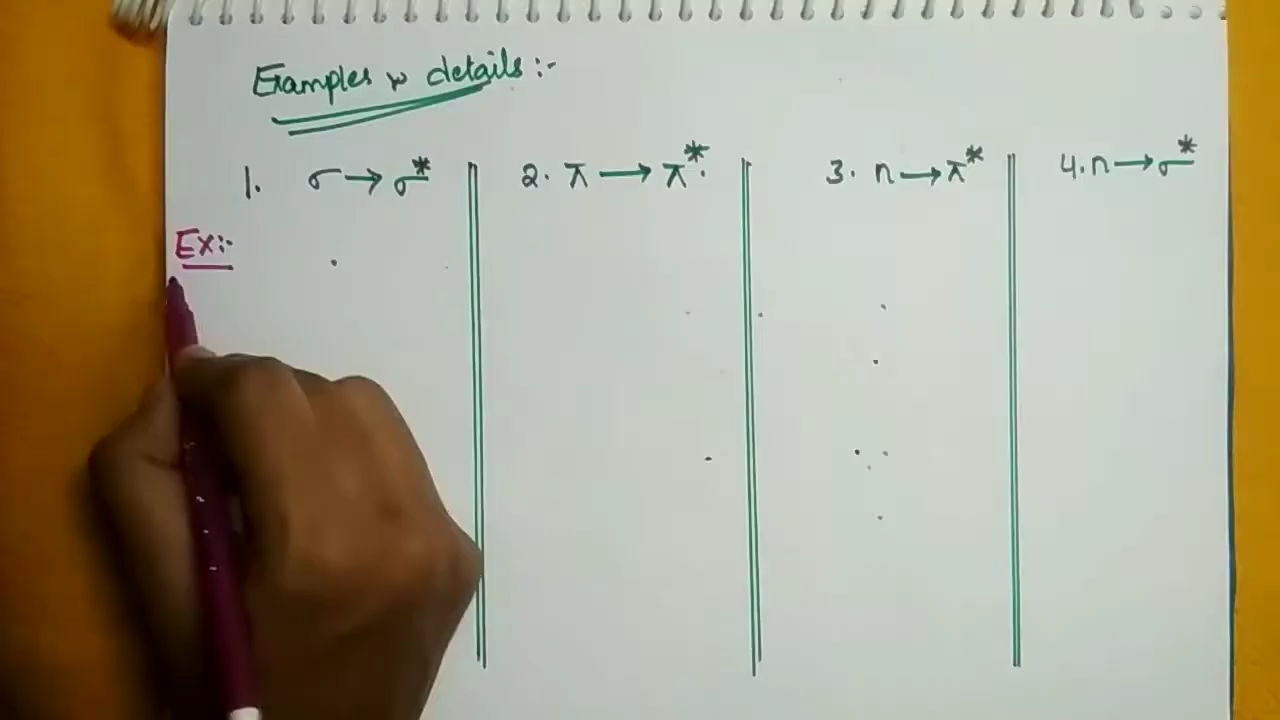 Examples & details :-
1. σ → σ* 2. π → π*. 3. n → π* 4. n → σ*
Ex:-